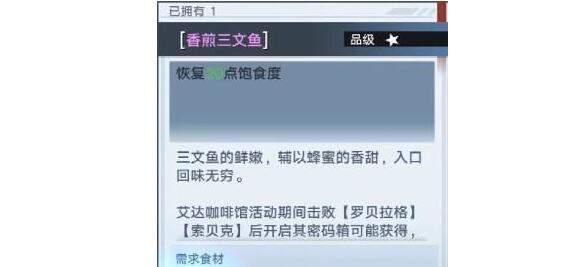 已拥有 1
[香煎三文鱼] 品级
恢复20点饱食度
三文鱼的鲜嫩，辅以蜂蜜的香甜，入口
回味无穷。
艾达咖啡馆活动期间击败【罗贝拉格】
【索贝克】后开启其密码箱可能获得，
需求食材